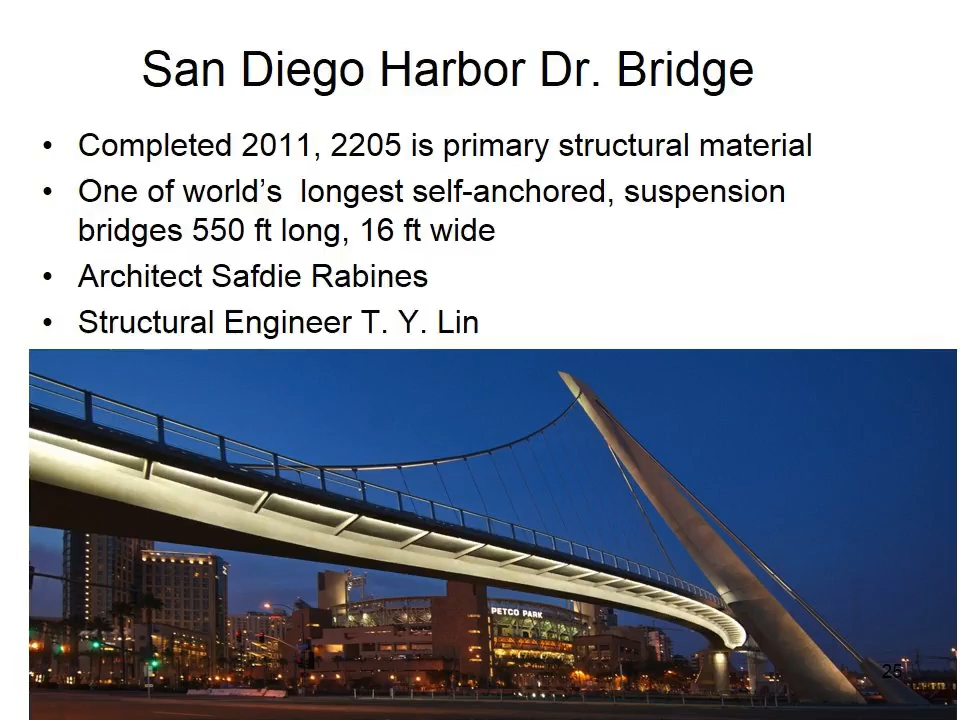 San Diego Harbor Dr. Bridge
• Completed 2011, 2205 is primary structural material
• One of world's  longest self-anchored, suspension
bridges 550 ft long, 16 ft wide
• Architect Safdie Rabines
• Structural Engineer T. Y. Lin
PETCO PARK
25